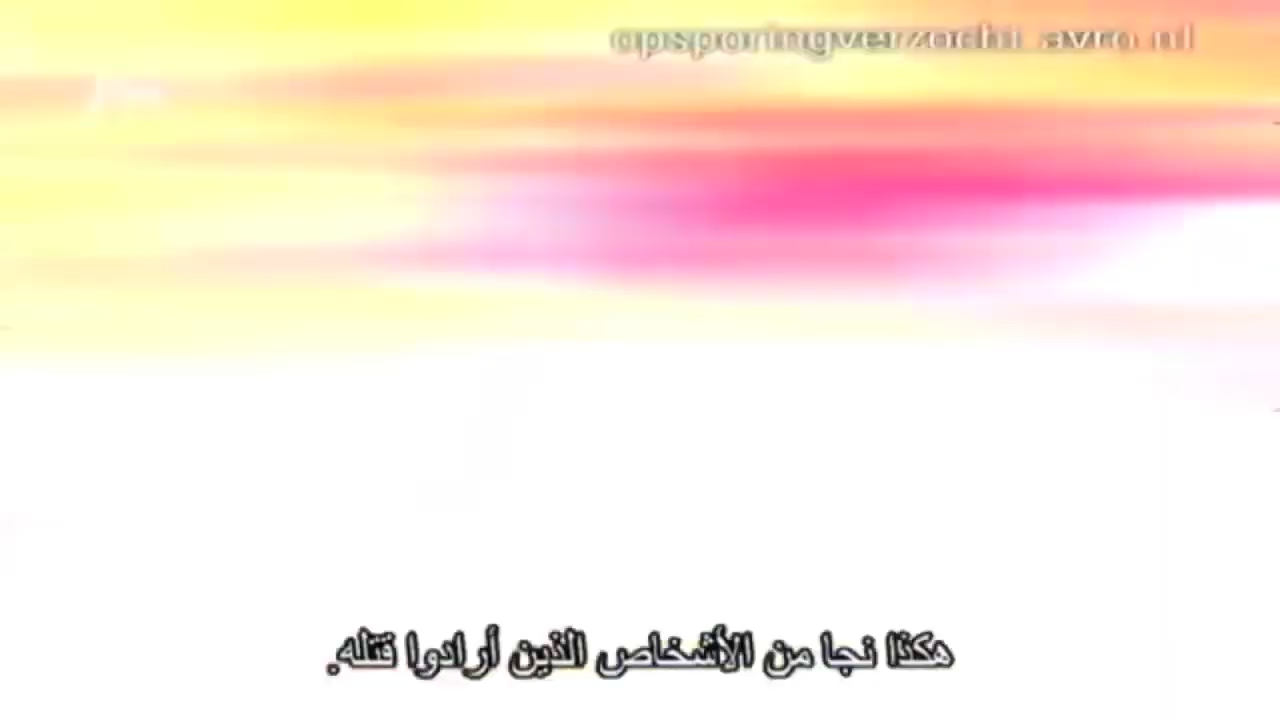 opsporingverzocht.avro.nl
هكذا نجا من الأشخاص الذين أرادوا قتله.